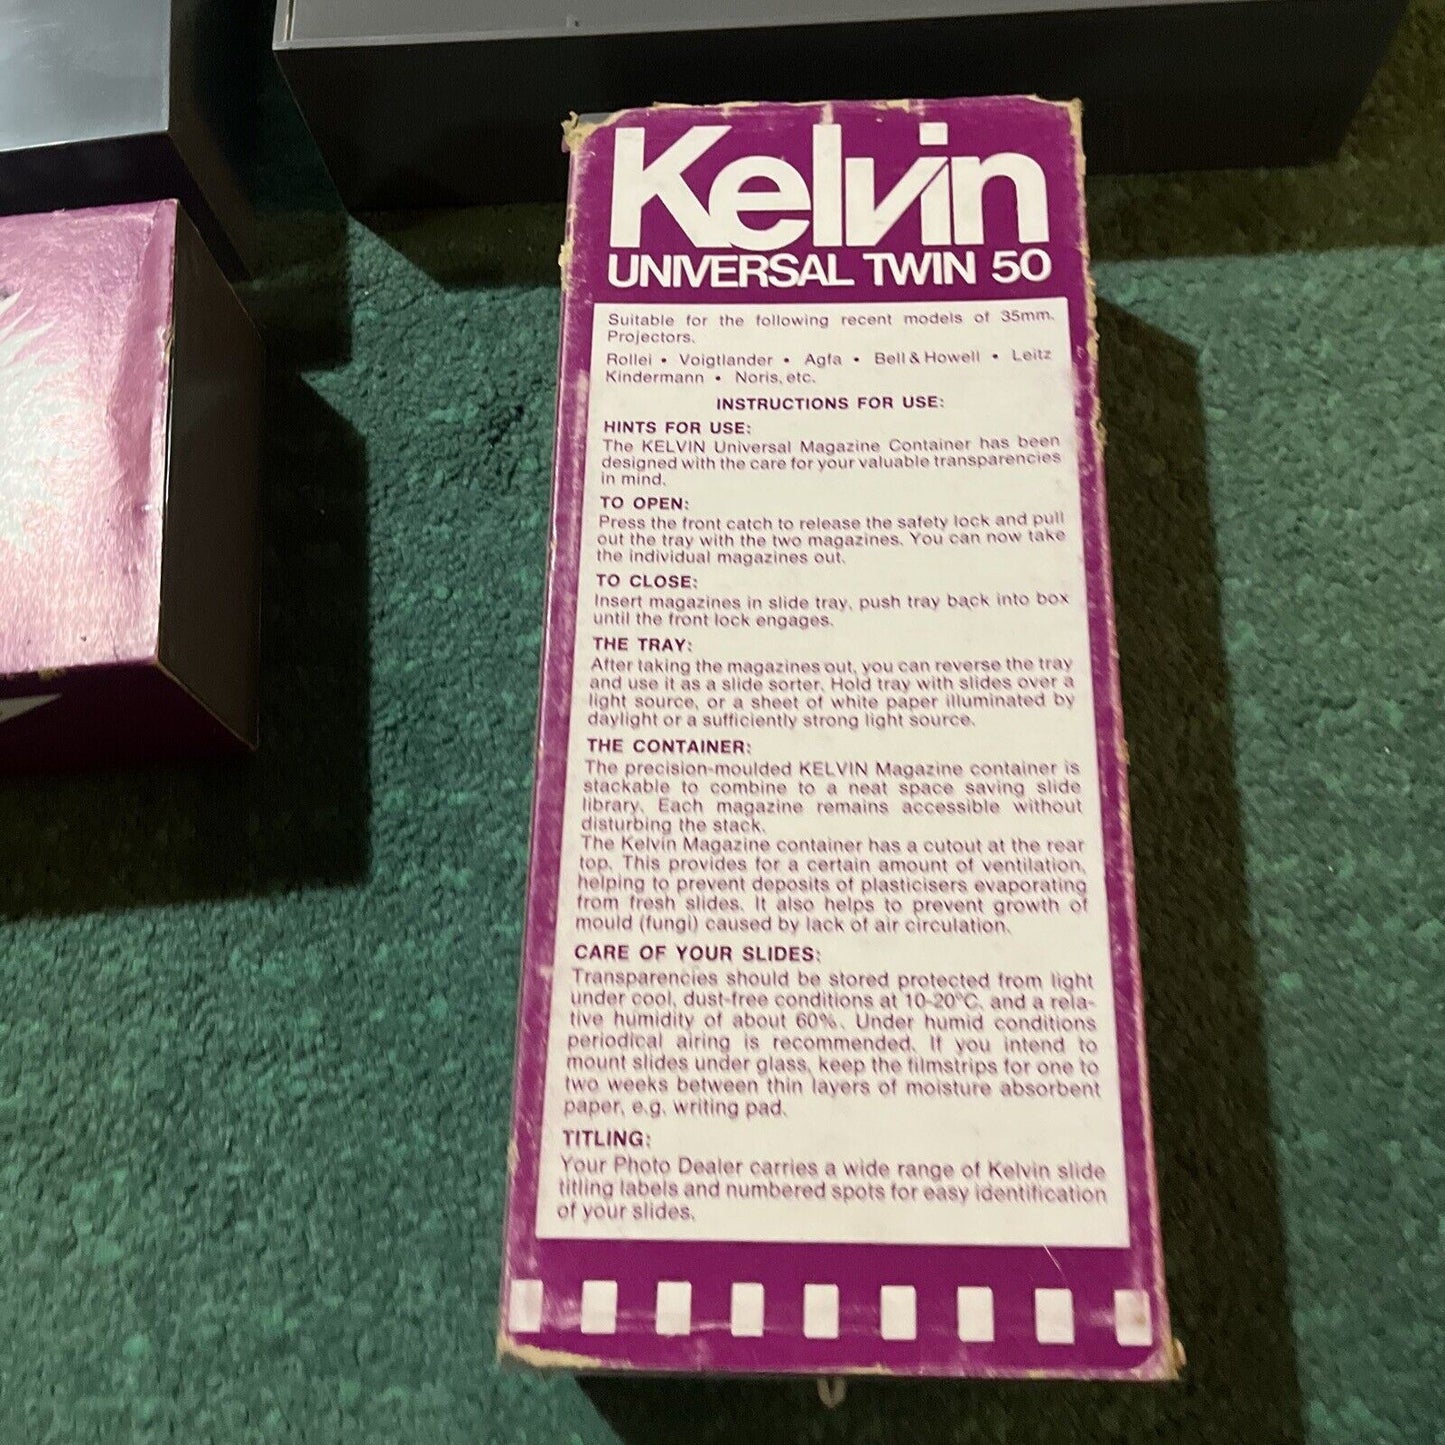 Kelvin
UNIVERSAL TWIN 50
Suitable for the following recent models of 35mm.
Projectors.
Rollei • Voigtlander • Agfa • Bell & Howell • Leitz
Kindermann • Noris, etc.
INSTRUCTIONS FOR USE:
HINTS FOR USE:
The KELVIN Universal Magazine Container has been
designed with the care for your valuable transparencies
in mind.
TO OPEN:
Press the front catch to release the safety lock and pull
out the tray with the two magazines. You can now take
the individual magazines out.
TO CLOSE:
Insert magazines in slide tray, push tray back into box
until the front lock engages.
THE TRAY:
After taking the magazines out, you can reverse the tray
and use it as a slide sorter. Hold tray with slides over a
light source, or a sheet of white paper illuminated by
daylight or a sufficiently strong light source.
THE CONTAINER:
The precision-moulded KELVIN Magazine container is
stackable to combine to a neat space saving slide
library. Each magazine remains accessible without
disturbing the stack.
The Kelvin Magazine container has a cutout at the rear
top. This provides for a certain amount of ventilation,
helping to prevent deposits of plasticisers evaporating
from fresh slides. It also helps to prevent growth of
mould (fungi) caused by lack of air circulation.
CARE OF YOUR SLIDES:
Transparencies should be stored protected from light
under cool, dust-free conditions at 10-20°C. and a rela-
tive humidity of about 60%. Under humid conditions
periodical airing is recommended. If you intend to
mount slides under glass, keep the filmstrips for one to
two weeks between thin layers of moisture absorbent
paper, e.g. writing pad.
TITLING:
Your Photo Dealer carries a wide range of Kelvin slide
titling labels and numbered spots for easy identification
of your slides.